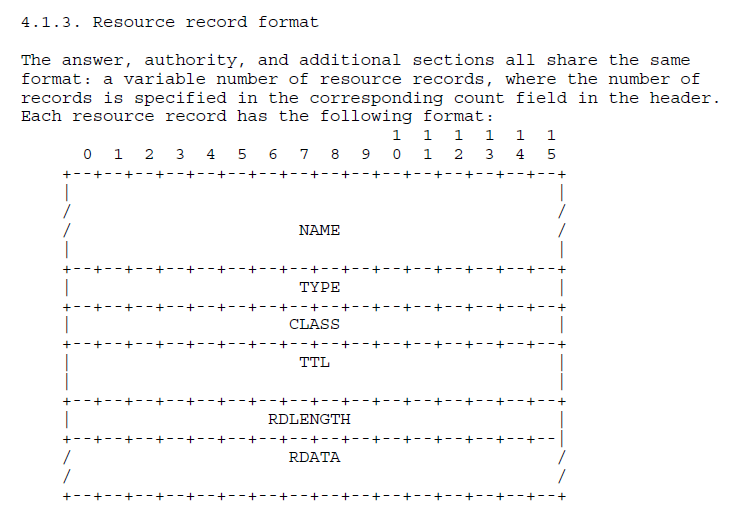 4.1.3. Resource record format
The answer, authority, and additional sections all share the same
format: a variable number of resource records, where the number of
records is specified in the corresponding count field in the header.
Each resource record has the following format:
                                    1  1  1  1  1  1
      0  1  2  3  4  5  6  7  8  9  0  1  2  3  4  5
    +--+--+--+--+--+--+--+--+--+--+--+--+--+--+--+--+
    |                                               |
    /                                               /
    /                      NAME                     /
    |                                               |
    +--+--+--+--+--+--+--+--+--+--+--+--+--+--+--+--+
    |                      TYPE                     |
    +--+--+--+--+--+--+--+--+--+--+--+--+--+--+--+--+
    |                     CLASS                     |
    +--+--+--+--+--+--+--+--+--+--+--+--+--+--+--+--+
    |                      TTL                      |
    |                                               |
    +--+--+--+--+--+--+--+--+--+--+--+--+--+--+--+--+
    |                   RDLENGTH                    |
    +--+--+--+--+--+--+--+--+--+--+--+--+--+--+--+--|
    /                     RDATA                     /
    /                                               /
    +--+--+--+--+--+--+--+--+--+--+--+--+--+--+--+--+